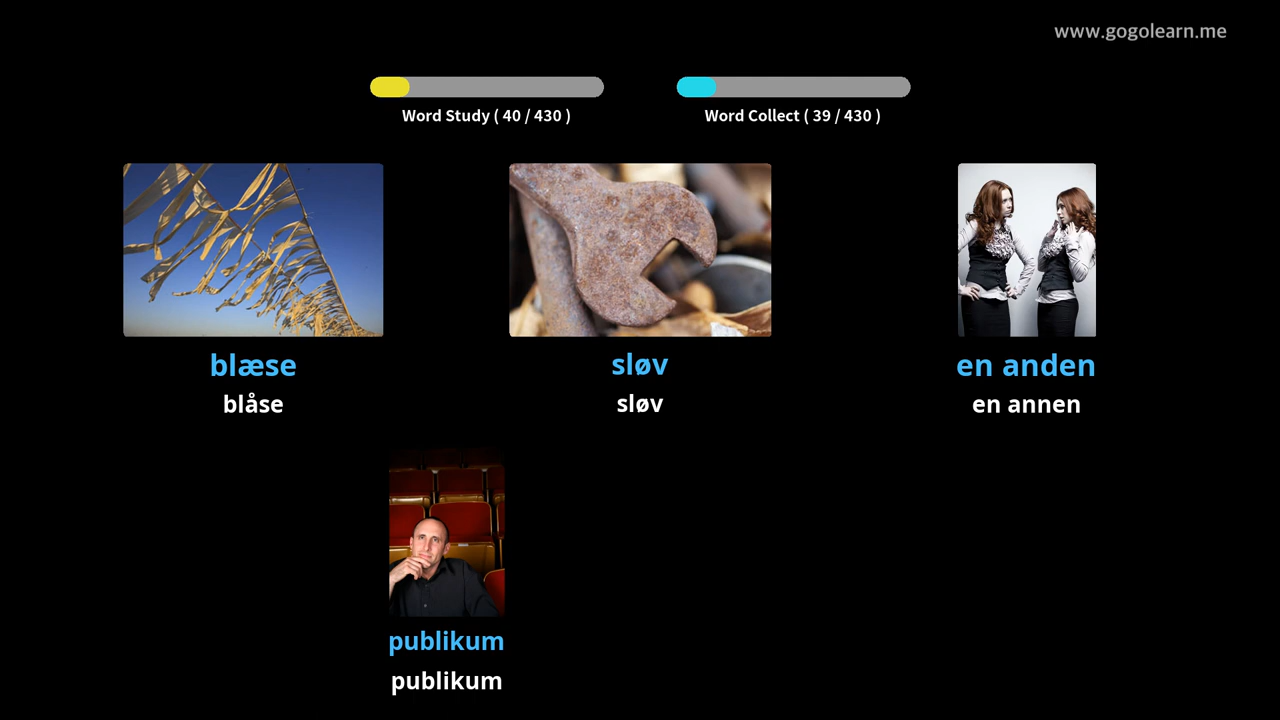 www.gogolearn.me
Word Study ( 40 / 430 )
Word Collect ( 39 / 430 )
blæse
blåse
sløv
sløv
en anden
en annen
publikum
publikum